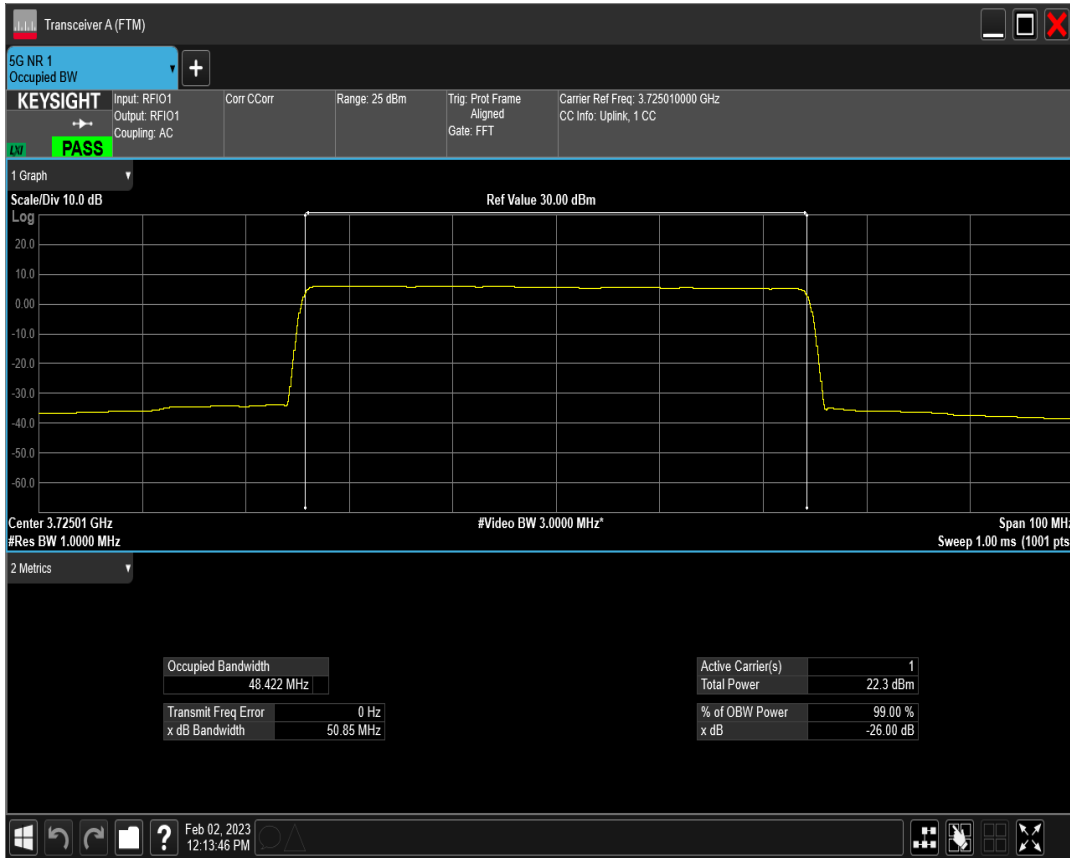 Transceiver A (FTM)
5G NR 1
Occupied BW
+
KEYSIGHT
LXI
PASS
Input: RFIO1
Output: RFIO1
Coupling: AC
Corr CCorr
Range: 25 dBm
Trig: Prot Frame
Aligned
Gate: FFT
Carrier Ref Freq: 3.725010000 GHz
CC Info: Uplink, 1 CC
1 Graph
Scale/Div 10.0 dB
Ref Value 30.00 dBm
Log
20.0
10.0
0.00
-10.0
-20.0
-30.0
-40.0
-50.0
-60.0
Center 3.72501 GHz
#Video BW 3.0000 MHz*
Span 100 MHz
#Res BW 1.0000 MHz
Sweep 1.00 ms (1001 pts
2 Metrics
Occupied Bandwidth
48.422 MHz
Transmit Freq Error 0 Hz
x dB Bandwidth 50.85 MHz
Active Carrier(s) 1
Total Power 22.3 dBm
% of OBW Power 99.00 %
x dB -26.00 dB
?
Feb 02, 2023
12:13:46 PM